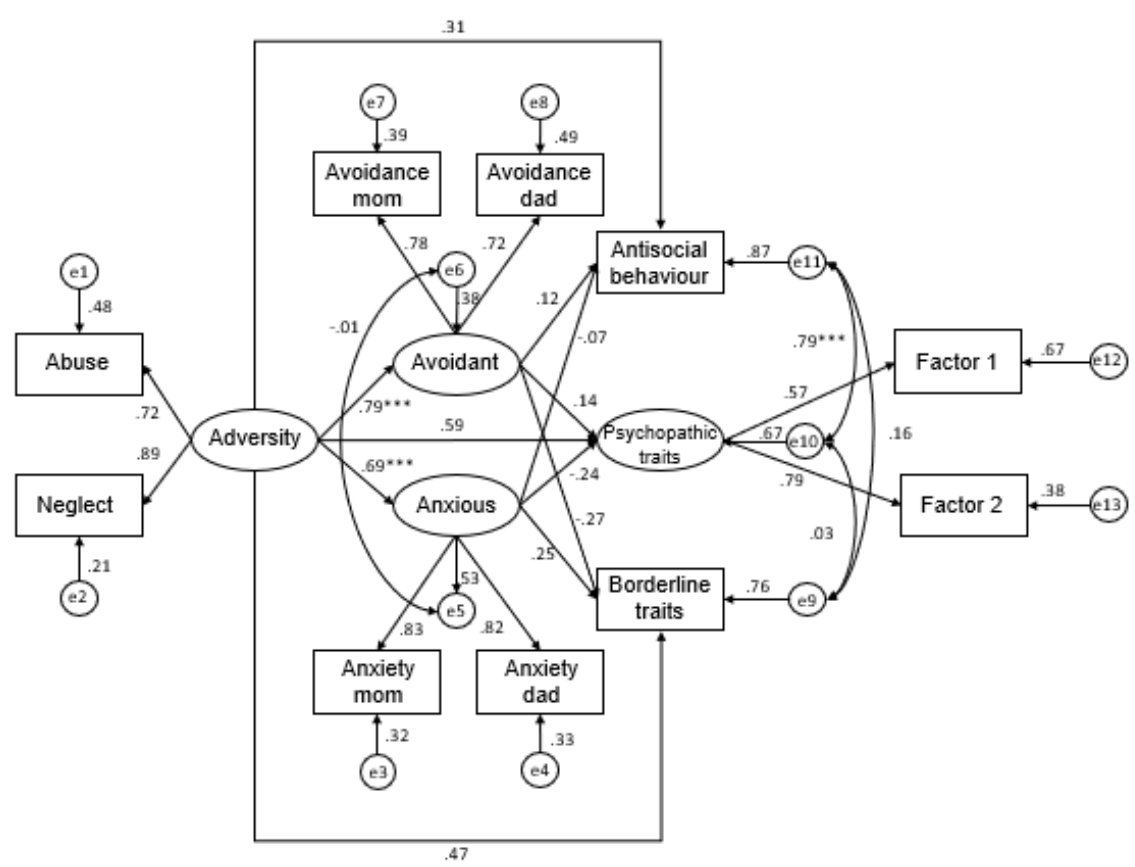 .31
e7
e8
.39
.49
Avoidance
mom
Avoidance
dad
.78
.72
e6
.38
Antisocial
behaviour
.87
e11
e1
.48
Abuse
-.01
.12
-.07
.79***
Avoidant
Factor 1
.67
e12
.72
.79***
.14
.57
Adversity
.59
Psychopathic
traits
.67
e10
.16
.89
.69***
-.24
.79
Neglect
Anxious
-.27
Factor 2
.38
e13
.25
.03
.21
e2
.53
e5
Borderline
traits
.76
e9
.83
.82
Anxiety
mom
Anxiety
dad
.32
.33
e3
e4
.47